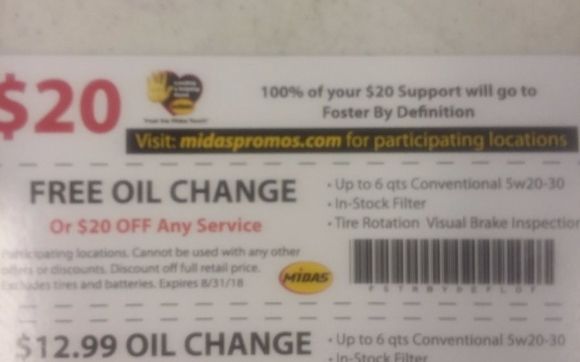 $20
100% of your $20 Support will go to
Foster By Definition
Visit: midaspromos.com for participating locations
FREE OIL CHANGE
Or $20 OFF Any Service
• Up to 6 qts Conventional 5w20-30
• In-Stock Filter
• Tire Rotation Visual Brake Inspection
Participating locations. Cannot be used with any other
offers or discounts. Discount off full retail price.
Excludes tires and batteries. Expires 8/31/18
MIDAS
$12.99 OIL CHANGE
• Up to 6 qts Conventional 5w20-30
• In-Stock Filter